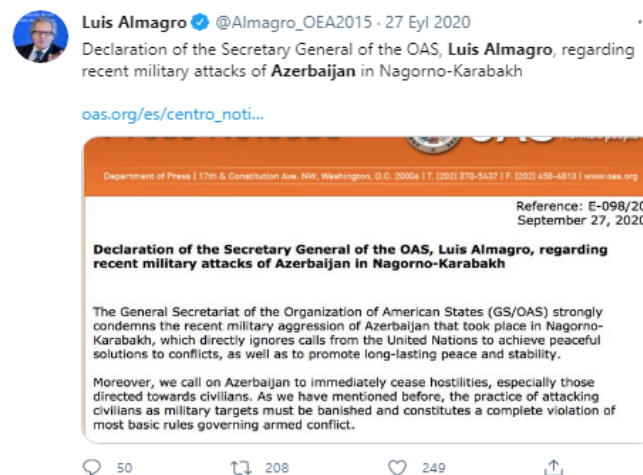 Luis Almagro @Almagro_OEA2015 · 27 Eyl 2020
Declaration of the Secretary General of the OAS, Luis Almagro, regarding
recent military attacks of Azerbaijan in Nagorno-Karabakh
oas.org/es/centro_noti...
Department of Press | 17th & Constitution Ave. NW, Washington, D.C. 20006 | T. (202) 370-5437 | F. (202) 458-6813 | www.oas.org
Reference: E-098/20
September 27, 2020
Declaration of the Secretary General of the OAS, Luis Almagro, regarding
recent military attacks of Azerbaijan in Nagorno-Karabakh
The General Secretariat of the Organization of American States (GS/OAS) strongly
condemns the recent military aggression of Azerbaijan that took place in Nagorno-
Karabakh, which directly ignores calls from the United Nations to achieve peaceful
solutions to conflicts, as well as to promote long-lasting peace and stability.
Moreover, we call on Azerbaijan to immediately cease hostilities, especially those
directed towards civilians. As we have mentioned before, the practice of attacking
civilians as military targets must be banished and constitutes a complete violation of
most basic rules governing armed conflict.
50 208 249